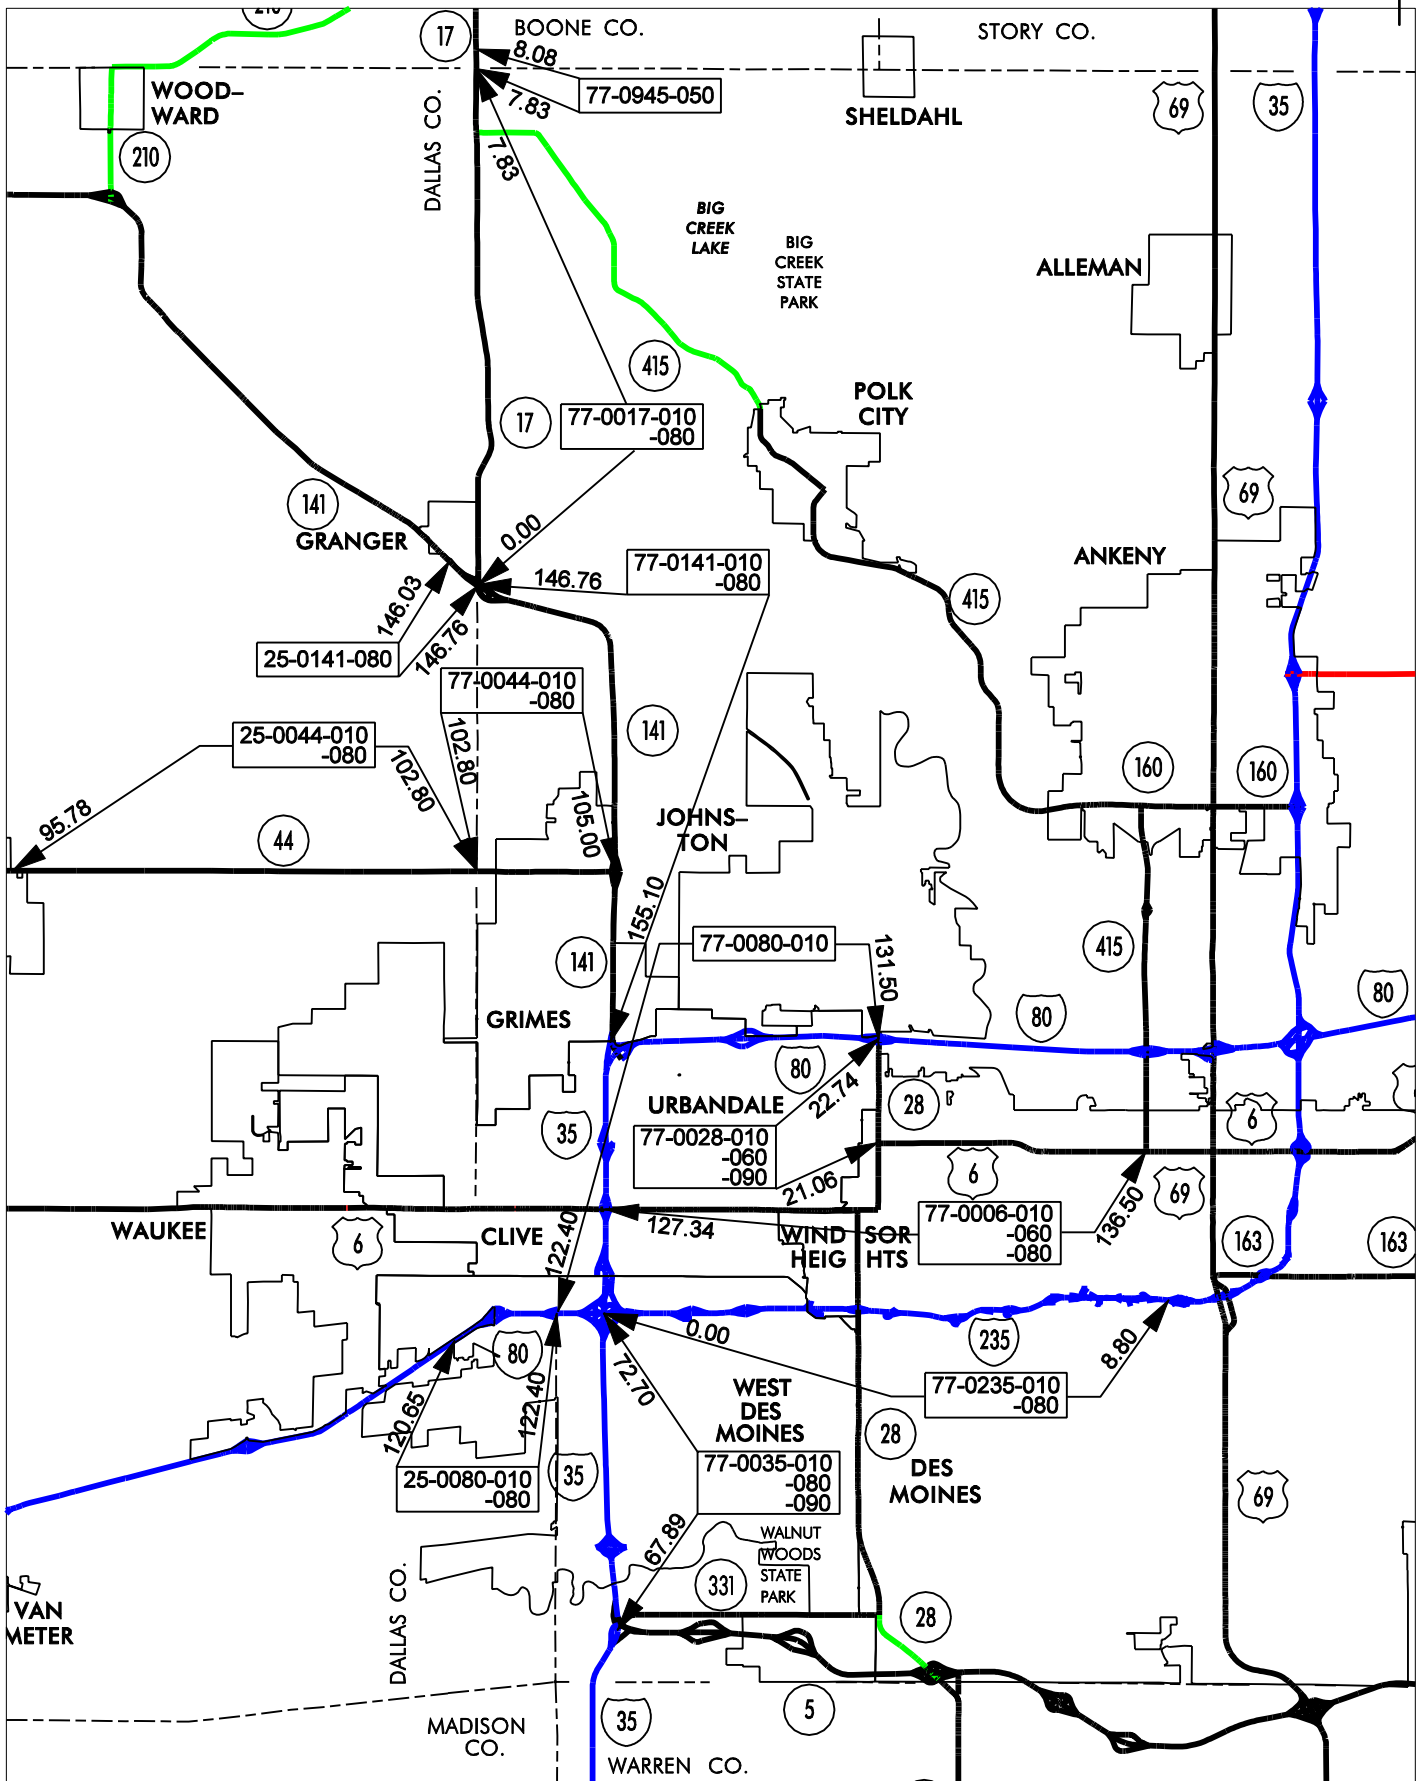 210
17
BOONE CO.
STORY CO.
8.08
WOOD–
WARD
DALLAS CO.
7.83
77-0945-050
SHELDAHL
69
35
210
7.83
BIG
CREEK
LAKE
BIG
CREEK
STATE
PARK
ALLEMAN
415
17
77-0017-010
-080
POLK
CITY
69
141
GRANGER
0.00
146.76
77-0141-010
-080
ANKENY
415
146.03
146.76
25-0141-080
77-0044-010
-080
141
25-0044-010
-080
102.80
102.80
160
160
95.78
44
105.00
JOHNS–
TON
155.10
77-0080-010
131.50
141
415
80
80
GRIMES
80
35
URBANDALE
22.74
28
6
77-0028-010
-060
-090
21.06
6
69
136.50
WAUKEE
6
CLIVE
122.40
127.34
WIND SOR
HEIG HTS
77-0006-010
-060
-080
163
163
80
0.00
235
8.80
72.70
77-0235-010
-080
WEST
DES
MOINES
120.65
122.40
28
25-0080-010
-080
35
77-0035-010
-080
-090
DES
MOINES
69
67.89
WALNUT
WOODS
STATE
PARK
331
28
VAN
METER
DALLAS CO.
5
35
MADISON
CO.
WARREN CO.